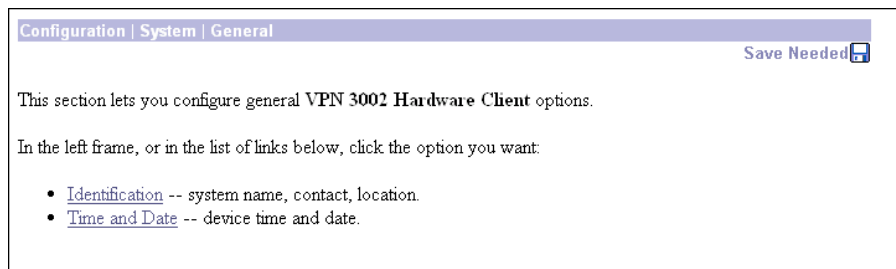 Configuration | System | General
Save Needed
This section lets you configure general VPN 3002 Hardware Client options.
In the left frame, or in the list of links below, click the option you want:
• Identification -- system name, contact, location.
• Time and Date -- device time and date.